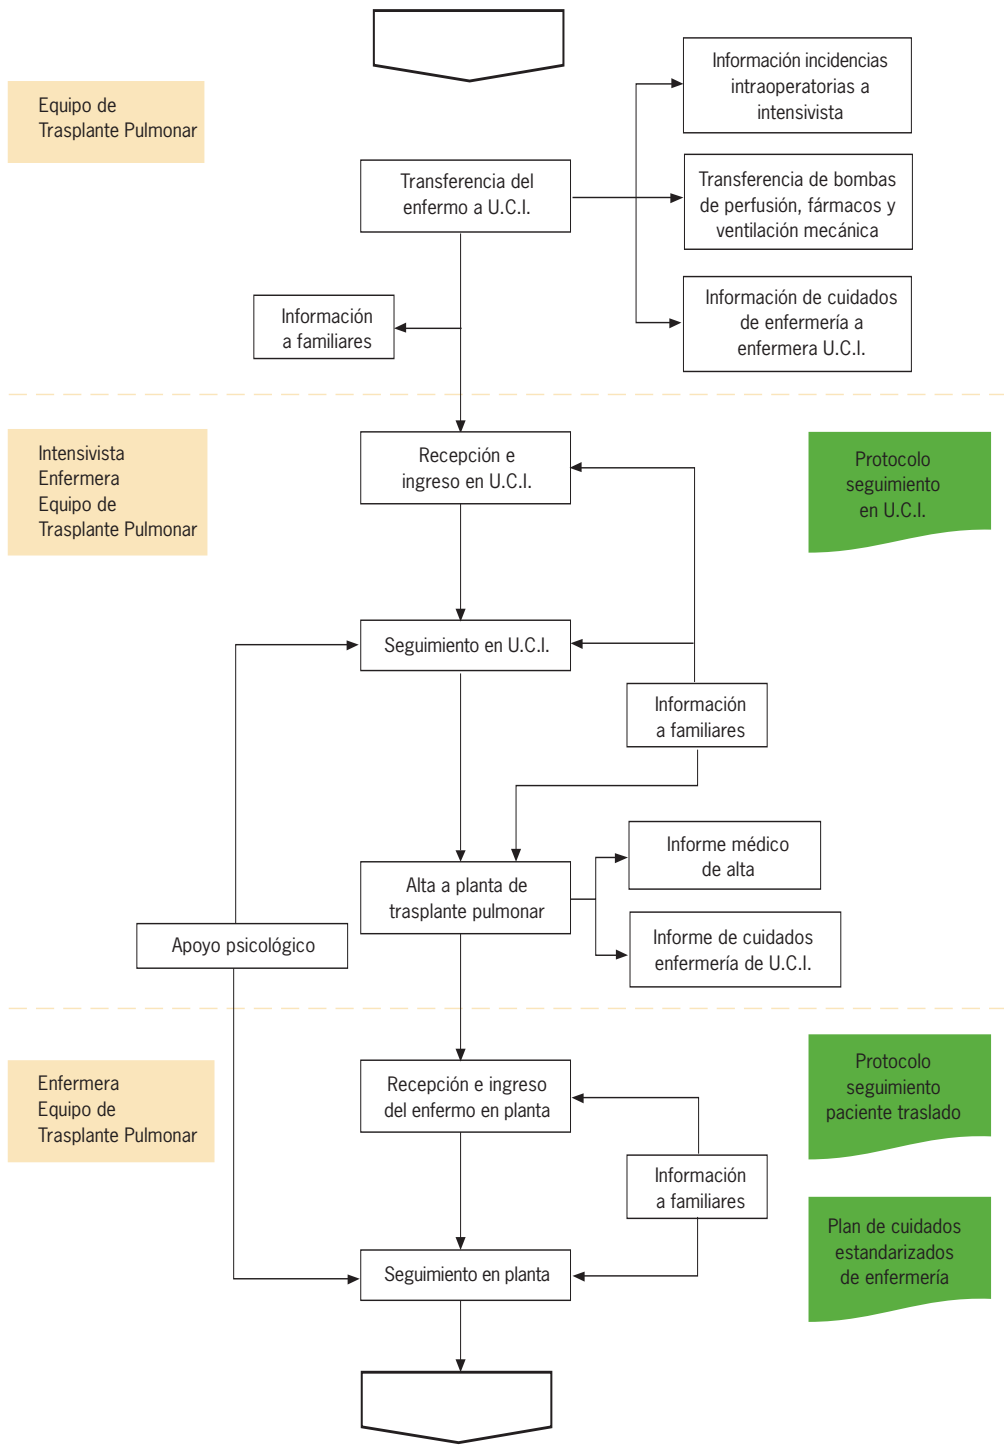 Equipo de
Trasplante Pulmonar
Información incidencias
intraoperatorias a
intensivista
Transferencia del
enfermo a U.C.I.
Transferencia de bombas
de perfusión, fármacos y
ventilación mecánica
Información
a familiares
Información de cuidados
de enfermería a
enfermera U.C.I.
Intensivista
Enfermera
Equipo de
Trasplante Pulmonar
Recepción e
ingreso en U.C.I.
Protocolo
seguimiento
en U.C.I.
Seguimiento en U.C.I.
Información
a familiares
Alta a planta de
trasplante pulmonar
Informe médico
de alta
Apoyo psicológico
Informe de cuidados
enfermería de U.C.I.
Enfermera
Equipo de
Trasplante Pulmonar
Recepción e ingreso
del enfermo en planta
Protocolo
seguimiento
paciente traslado
Información
a familiares
Seguimiento en planta
Plan de cuidados
estandarizados
de enfermería